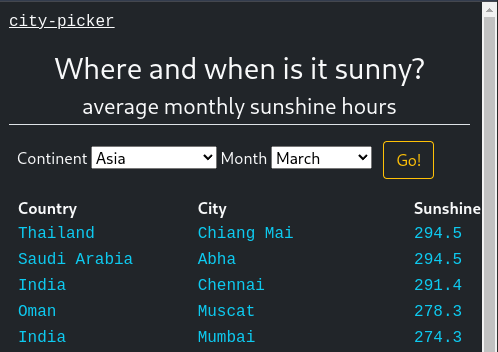 city-picker
Where and when is it sunny?
average monthly sunshine hours
Continent Asia Month March Go!
Country City Sunshine
Thailand Chiang Mai 294.5
Saudi Arabia Abha 294.5
India Chennai 291.4
Oman Muscat 278.3
India Mumbai 274.3